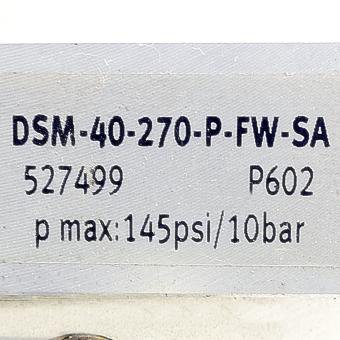 DSM-40-270-P-FW-SA
527499 P602
p max:145psi/10bar